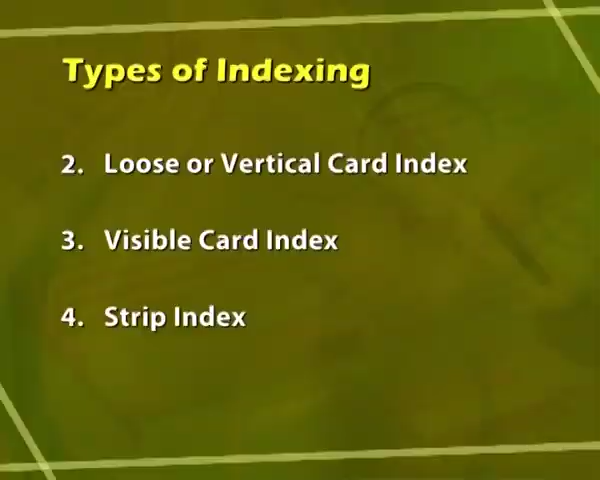 Types of Indexing
2. Loose or Vertical Card Index
3. Visible Card Index
4. Strip Index